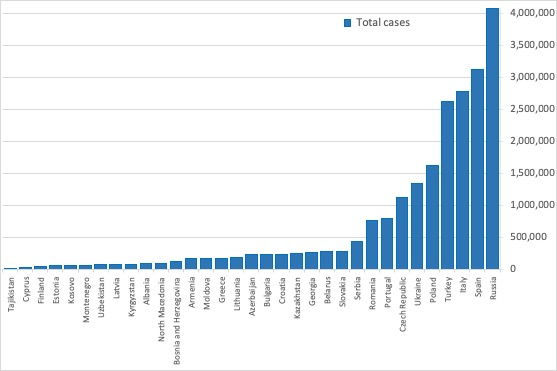 Total cases
4,000,000
3,500,000
3,000,000
2,500,000
2,000,000
1,500,000
1,000,000
500,000
0
Tajikistan
Cyprus
Finland
Estonia
Kosovo
Montenegro
Uzbekistan
Latvia
Kyrgyzstan
Albania
North Macedonia
Bosnia and Herzegovina
Armenia
Moldova
Greece
Lithuania
Azerbaijan
Bulgaria
Croatia
Kazakhstan
Georgia
Belarus
Slovakia
Serbia
Romania
Portugal
Czech Republic
Ukraine
Poland
Turkey
Italy
Spain
Russia